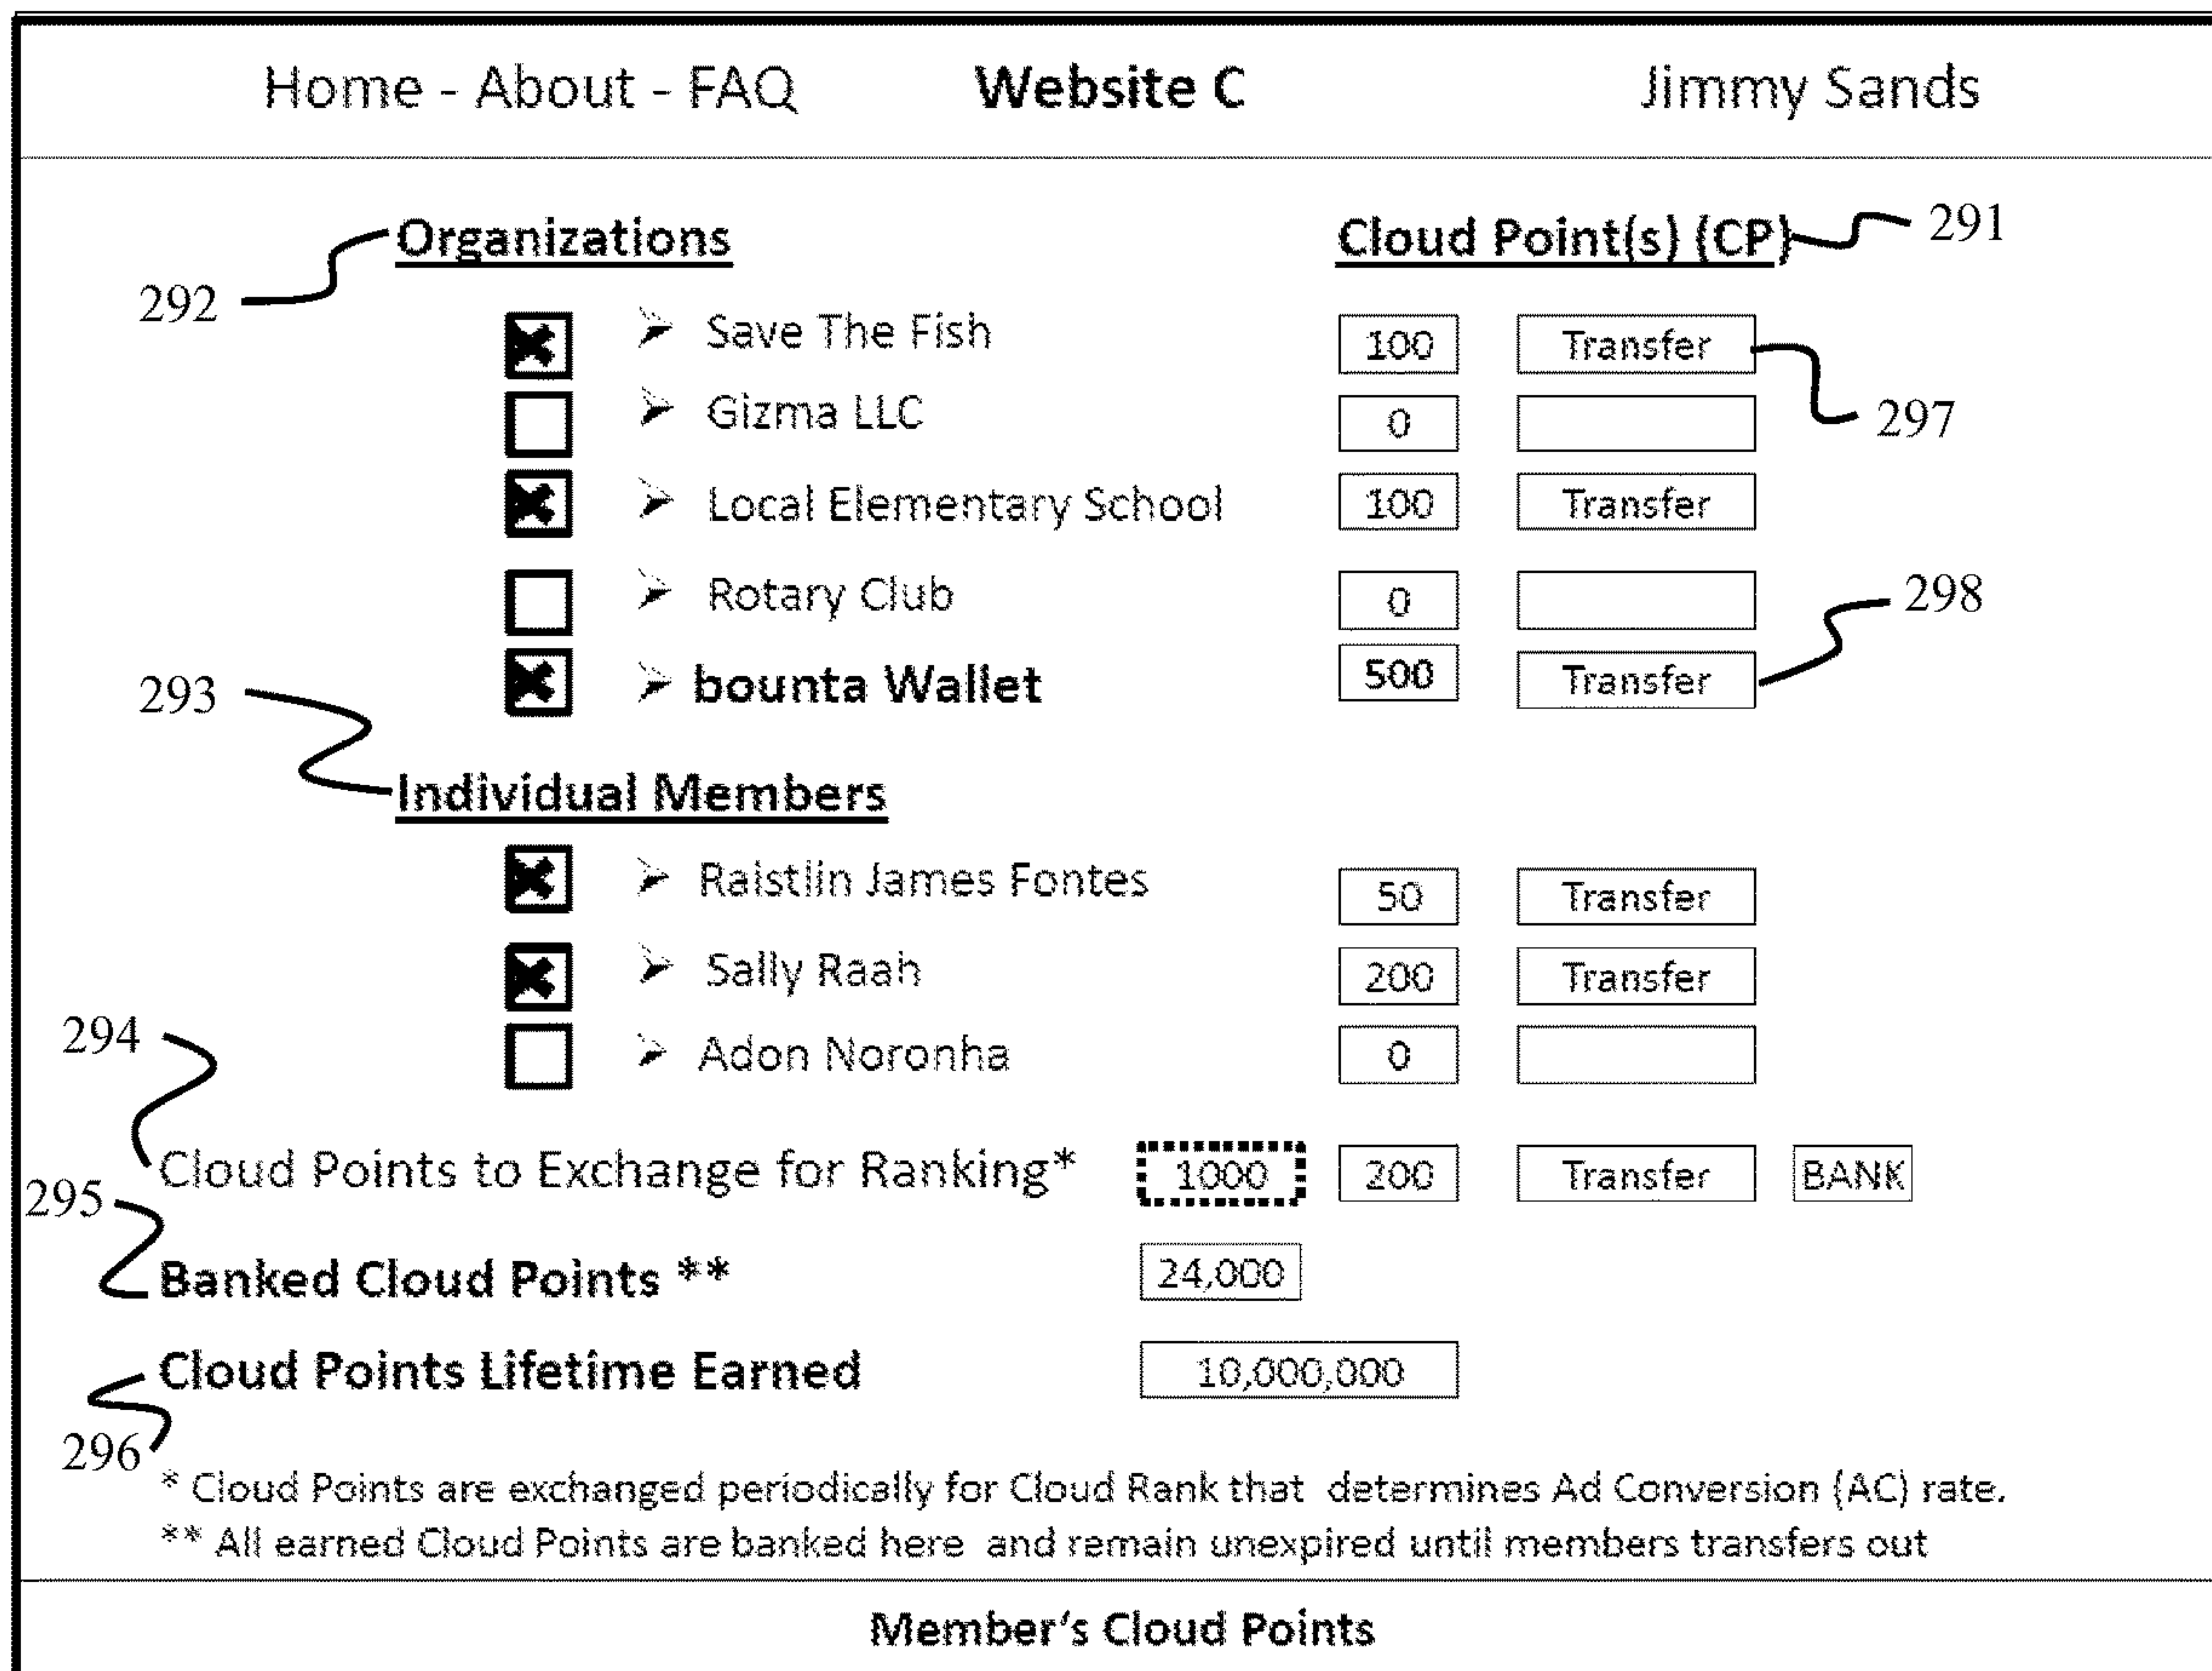 Home - About - FAQ Website C Jimmy Sands
Organizations Cloud Point(s) (CP) 291
292
Save The Fish 100 Transfer
Gizma LLC 0 297
Local Elementary School 100 Transfer
Rotary Club 0 298
bounta Wallet 500 Transfer
293
Individual Members
Raistlin James Fontes 50 Transfer
Sally Raah 200 Transfer
294
Adon Noronha 0
Cloud Points to Exchange for Ranking* 1000 200 Transfer BANK
295
Banked Cloud Points ** 24,000
Cloud Points Lifetime Earned 10,000,000
296
* Cloud Points are exchanged periodically for Cloud Rank that determines Ad Conversion (AC) rate.
** All earned Cloud Points are banked here and remain unexpired until members transfers out
Member's Cloud Points